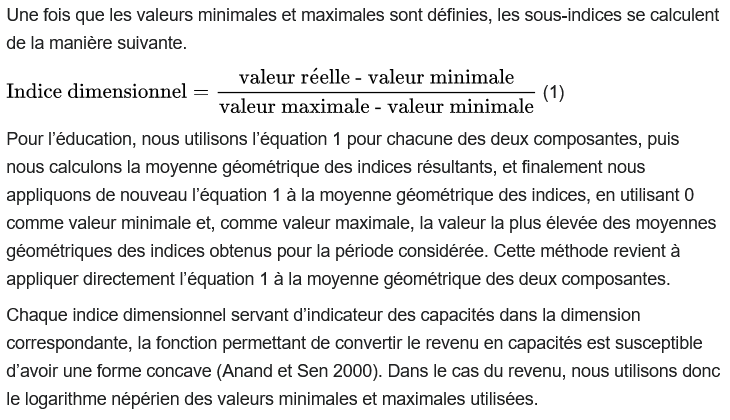 Une fois que les valeurs minimales et maximales sont définies, les sous-indices se calculent
de la manière suivante.
Indice dimensionnel = valeur réelle - valeur minimale / valeur maximale - valeur minimale (1)
Pour l’éducation, nous utilisons l’équation 1 pour chacune des deux composantes, puis
nous calculons la moyenne géométrique des indices résultants, et finalement nous
appliquons de nouveau l’équation 1 à la moyenne géométrique des indices, en utilisant 0
comme valeur minimale et, comme valeur maximale, la valeur la plus élevée des moyennes
géométriques des indices obtenus pour la période considérée. Cette méthode revient à
appliquer directement l’équation 1 à la moyenne géométrique des deux composantes.
Chaque indice dimensionnel servant d’indicateur des capacités dans la dimension
correspondante, la fonction permettant de convertir le revenu en capacités est susceptible
d’avoir une forme concave (Anand et Sen 2000). Dans le cas du revenu, nous utilisons donc
le logarithme népérien des valeurs minimales et maximales utilisées.